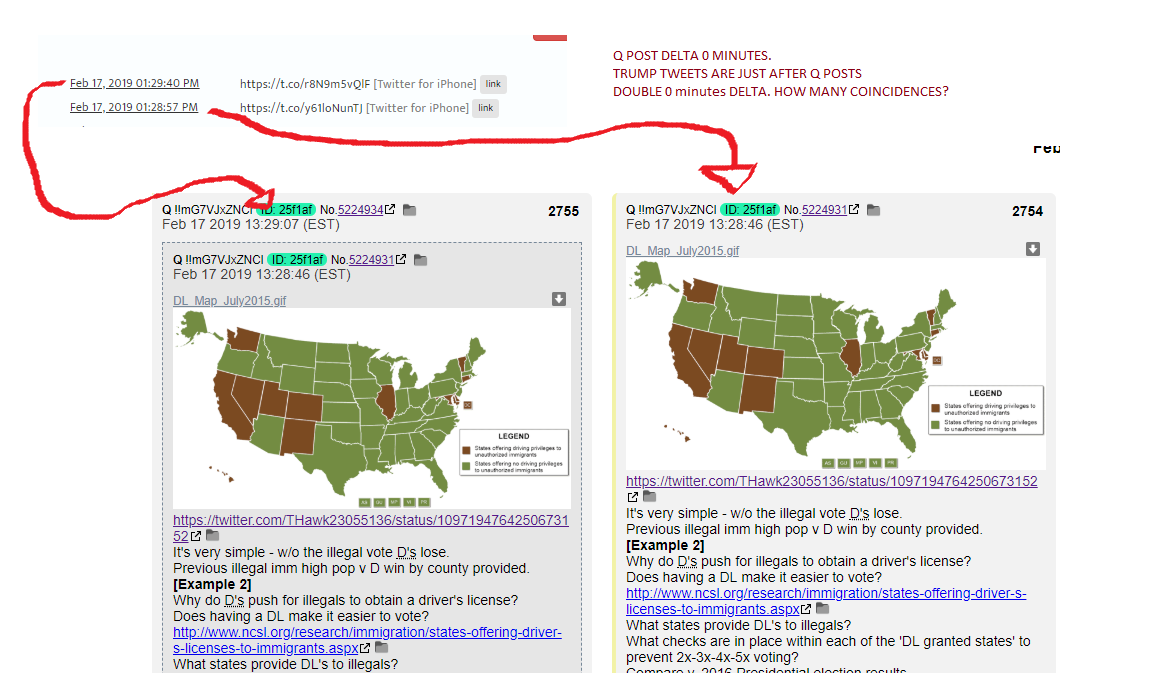 Feb 17, 2019 01:29:40 PM https://t.co/r8N9m5vQlF [Twitter for iPhone] link
Feb 17, 2019 01:28:57 PM https://t.co/y61loNunTJ [Twitter for iPhone] link
Q POST DELTA 0 MINUTES.
TRUMP TWEETS ARE JUST AFTER Q POSTS
DOUBLE 0 minutes DELTA. HOW MANY COINCIDENCES?
Feb
Q !!mG7VJxZNCI ID: 25f1af No.5224934 2755
Feb 17 2019 13:29:07 (EST)
Q !!mG7VJxZNCI ID: 25f1af No.5224931
Feb 17 2019 13:28:46 (EST)
DL_Map_July2015.gif
LEGEND
States offering driving privileges to
unauthorized immigrants
States offering no driving privileges
to unauthorized immigrants
AS GU MP VI PR
https://twitter.com/THawk23055136/status/10971947642506731
52
It's very simple - w/o the illegal vote D's lose.
Previous illegal imm high pop v D win by county provided.
[Example 2]
Why do D's push for illegals to obtain a driver's license?
Does having a DL make it easier to vote?
http://www.ncsl.org/research/immigration/states-offering-driver-
s-licenses-to-immigrants.aspx
What states provide DL's to illegals?
Q !!mG7VJxZNCI ID: 25f1af No.5224931 2754
Feb 17 2019 13:28:46 (EST)
DL_Map_July2015.gif
LEGEND
States offering driving privileges to
unauthorized immigrants
States offering no driving privileges
to unauthorized immigrants
AS GU MP VI PR
https://twitter.com/THawk23055136/status/1097194764250673152
It's very simple - w/o the illegal vote D's lose.
Previous illegal imm high pop v D win by county provided.
[Example 2]
Why do D's push for illegals to obtain a driver's license?
Does having a DL make it easier to vote?
http://www.ncsl.org/research/immigration/states-offering-driver-s-
licenses-to-immigrants.aspx
What states provide DL's to illegals?
What checks are in place within each of the 'DL granted states' to
prevent 2x-3x-4x-5x voting?
Compare v. 2016 Presidential election results